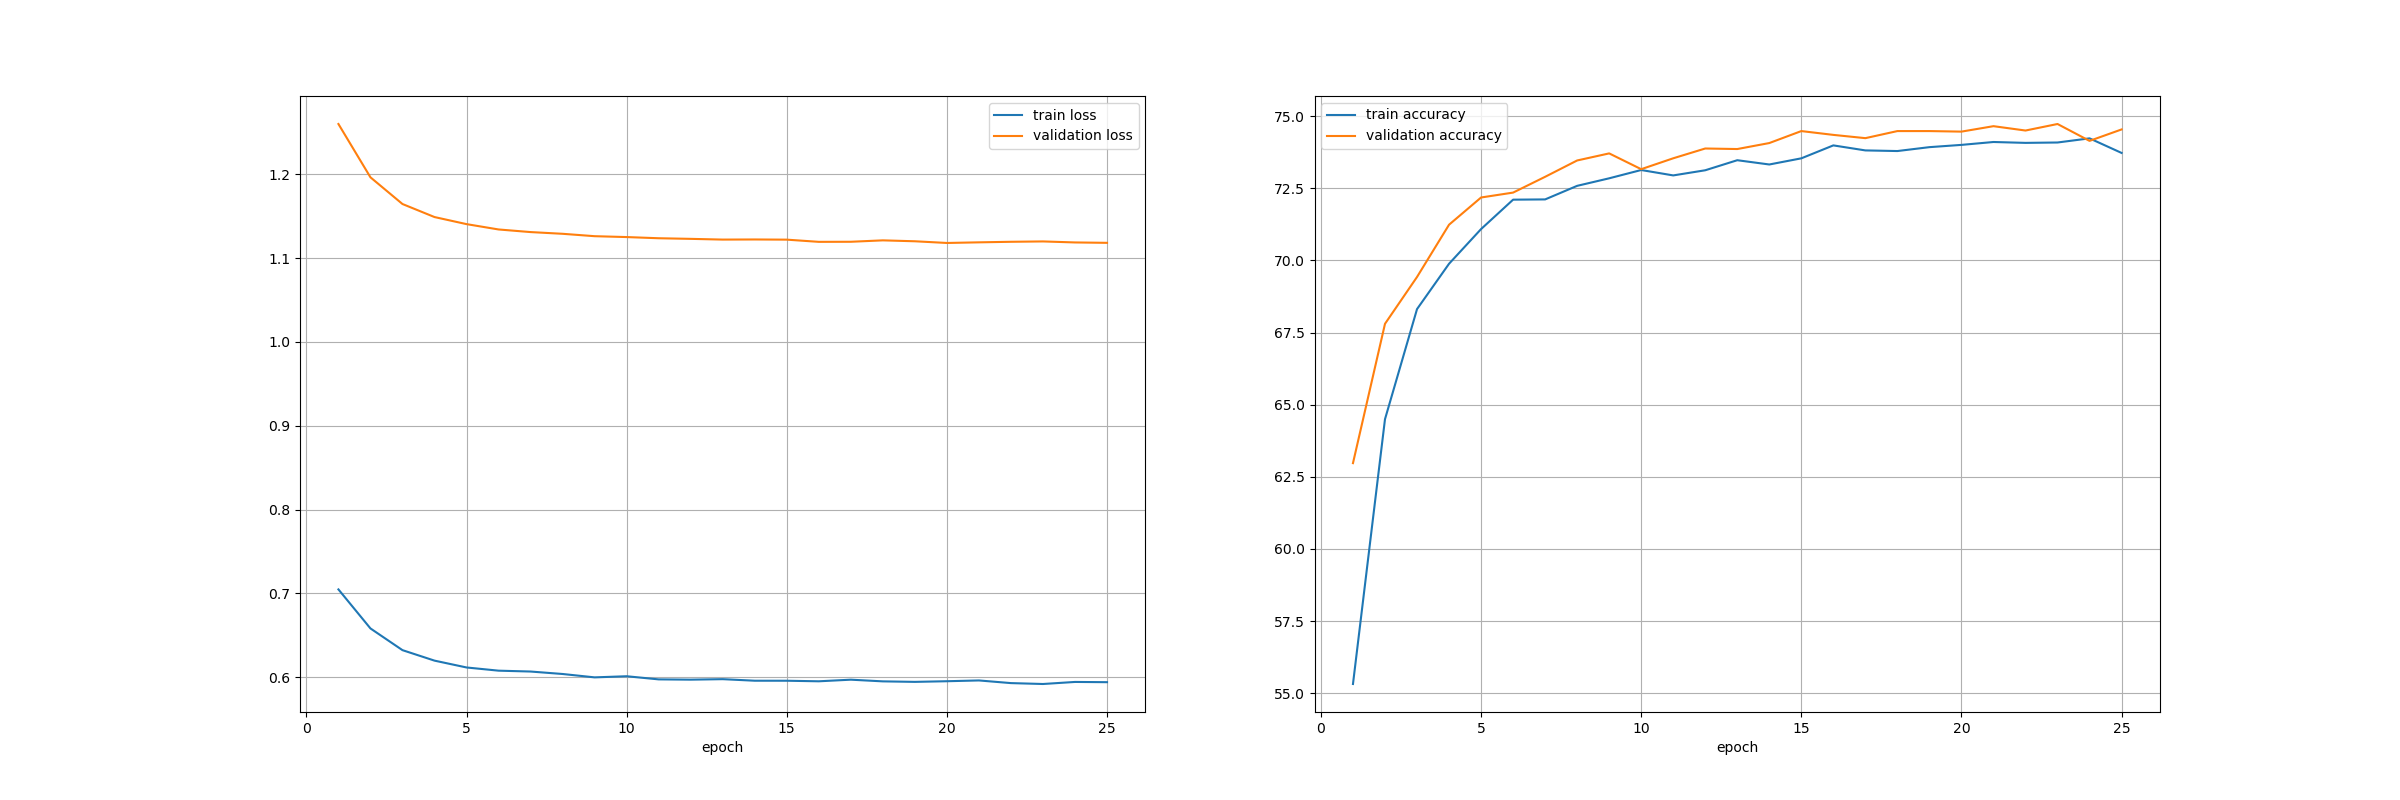 train loss
validation loss
1.2
1.1
1.0
0.9
0.8
0.7
0.6
0 5 10 15 20 25
epoch
train accuracy
validation accuracy
75.0
72.5
70.0
67.5
65.0
62.5
60.0
57.5
55.0
0 5 10 15 20 25
epoch